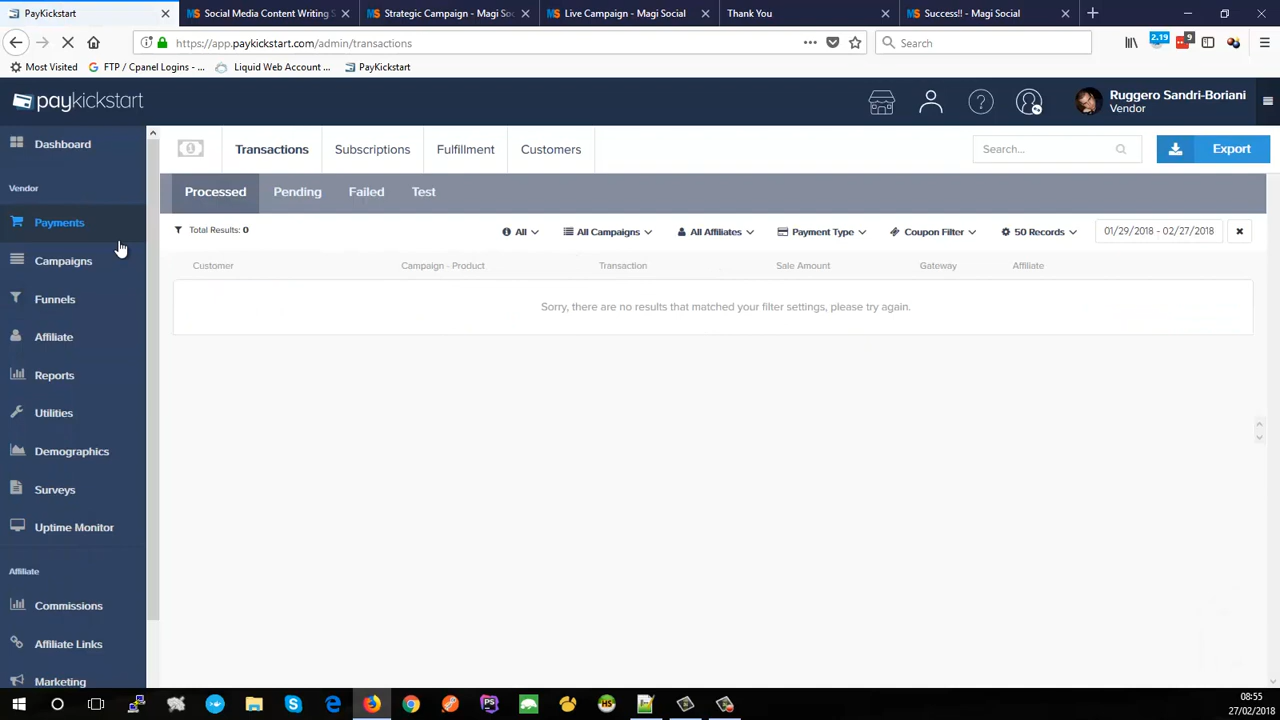 PayKickstart
Social Media Content Writing S
Strategic Campaign - Magi Soc
Live Campaign - Magi Social
Thank You
Success!! - Magi Social
https://app.paykickstart.com/admin/transactions
Search
2.19
9
Most Visited
FTP / Cpanel Logins - ...
Liquid Web Account ...
PayKickstart
paykickstart
Ruggero Sandri-Boriani
Vendor
Dashboard
Vendor
Payments
Campaigns
Funnels
Affiliate
Reports
Utilities
Demographics
Surveys
Uptime Monitor
Affiliate
Commissions
Affiliate Links
Marketing
Transactions
Subscriptions
Fulfillment
Customers
Search...
Export
Processed
Pending
Failed
Test
Total Results: 0
All
All Campaigns
All Affiliates
Payment Type
Coupon Filter
50 Records
01/29/2018 - 02/27/2018
Customer
Campaign - Product
Transaction
Sale Amount
Gateway
Affiliate
Sorry, there are no results that matched your filter settings, please try again.
08:55
27/02/2018